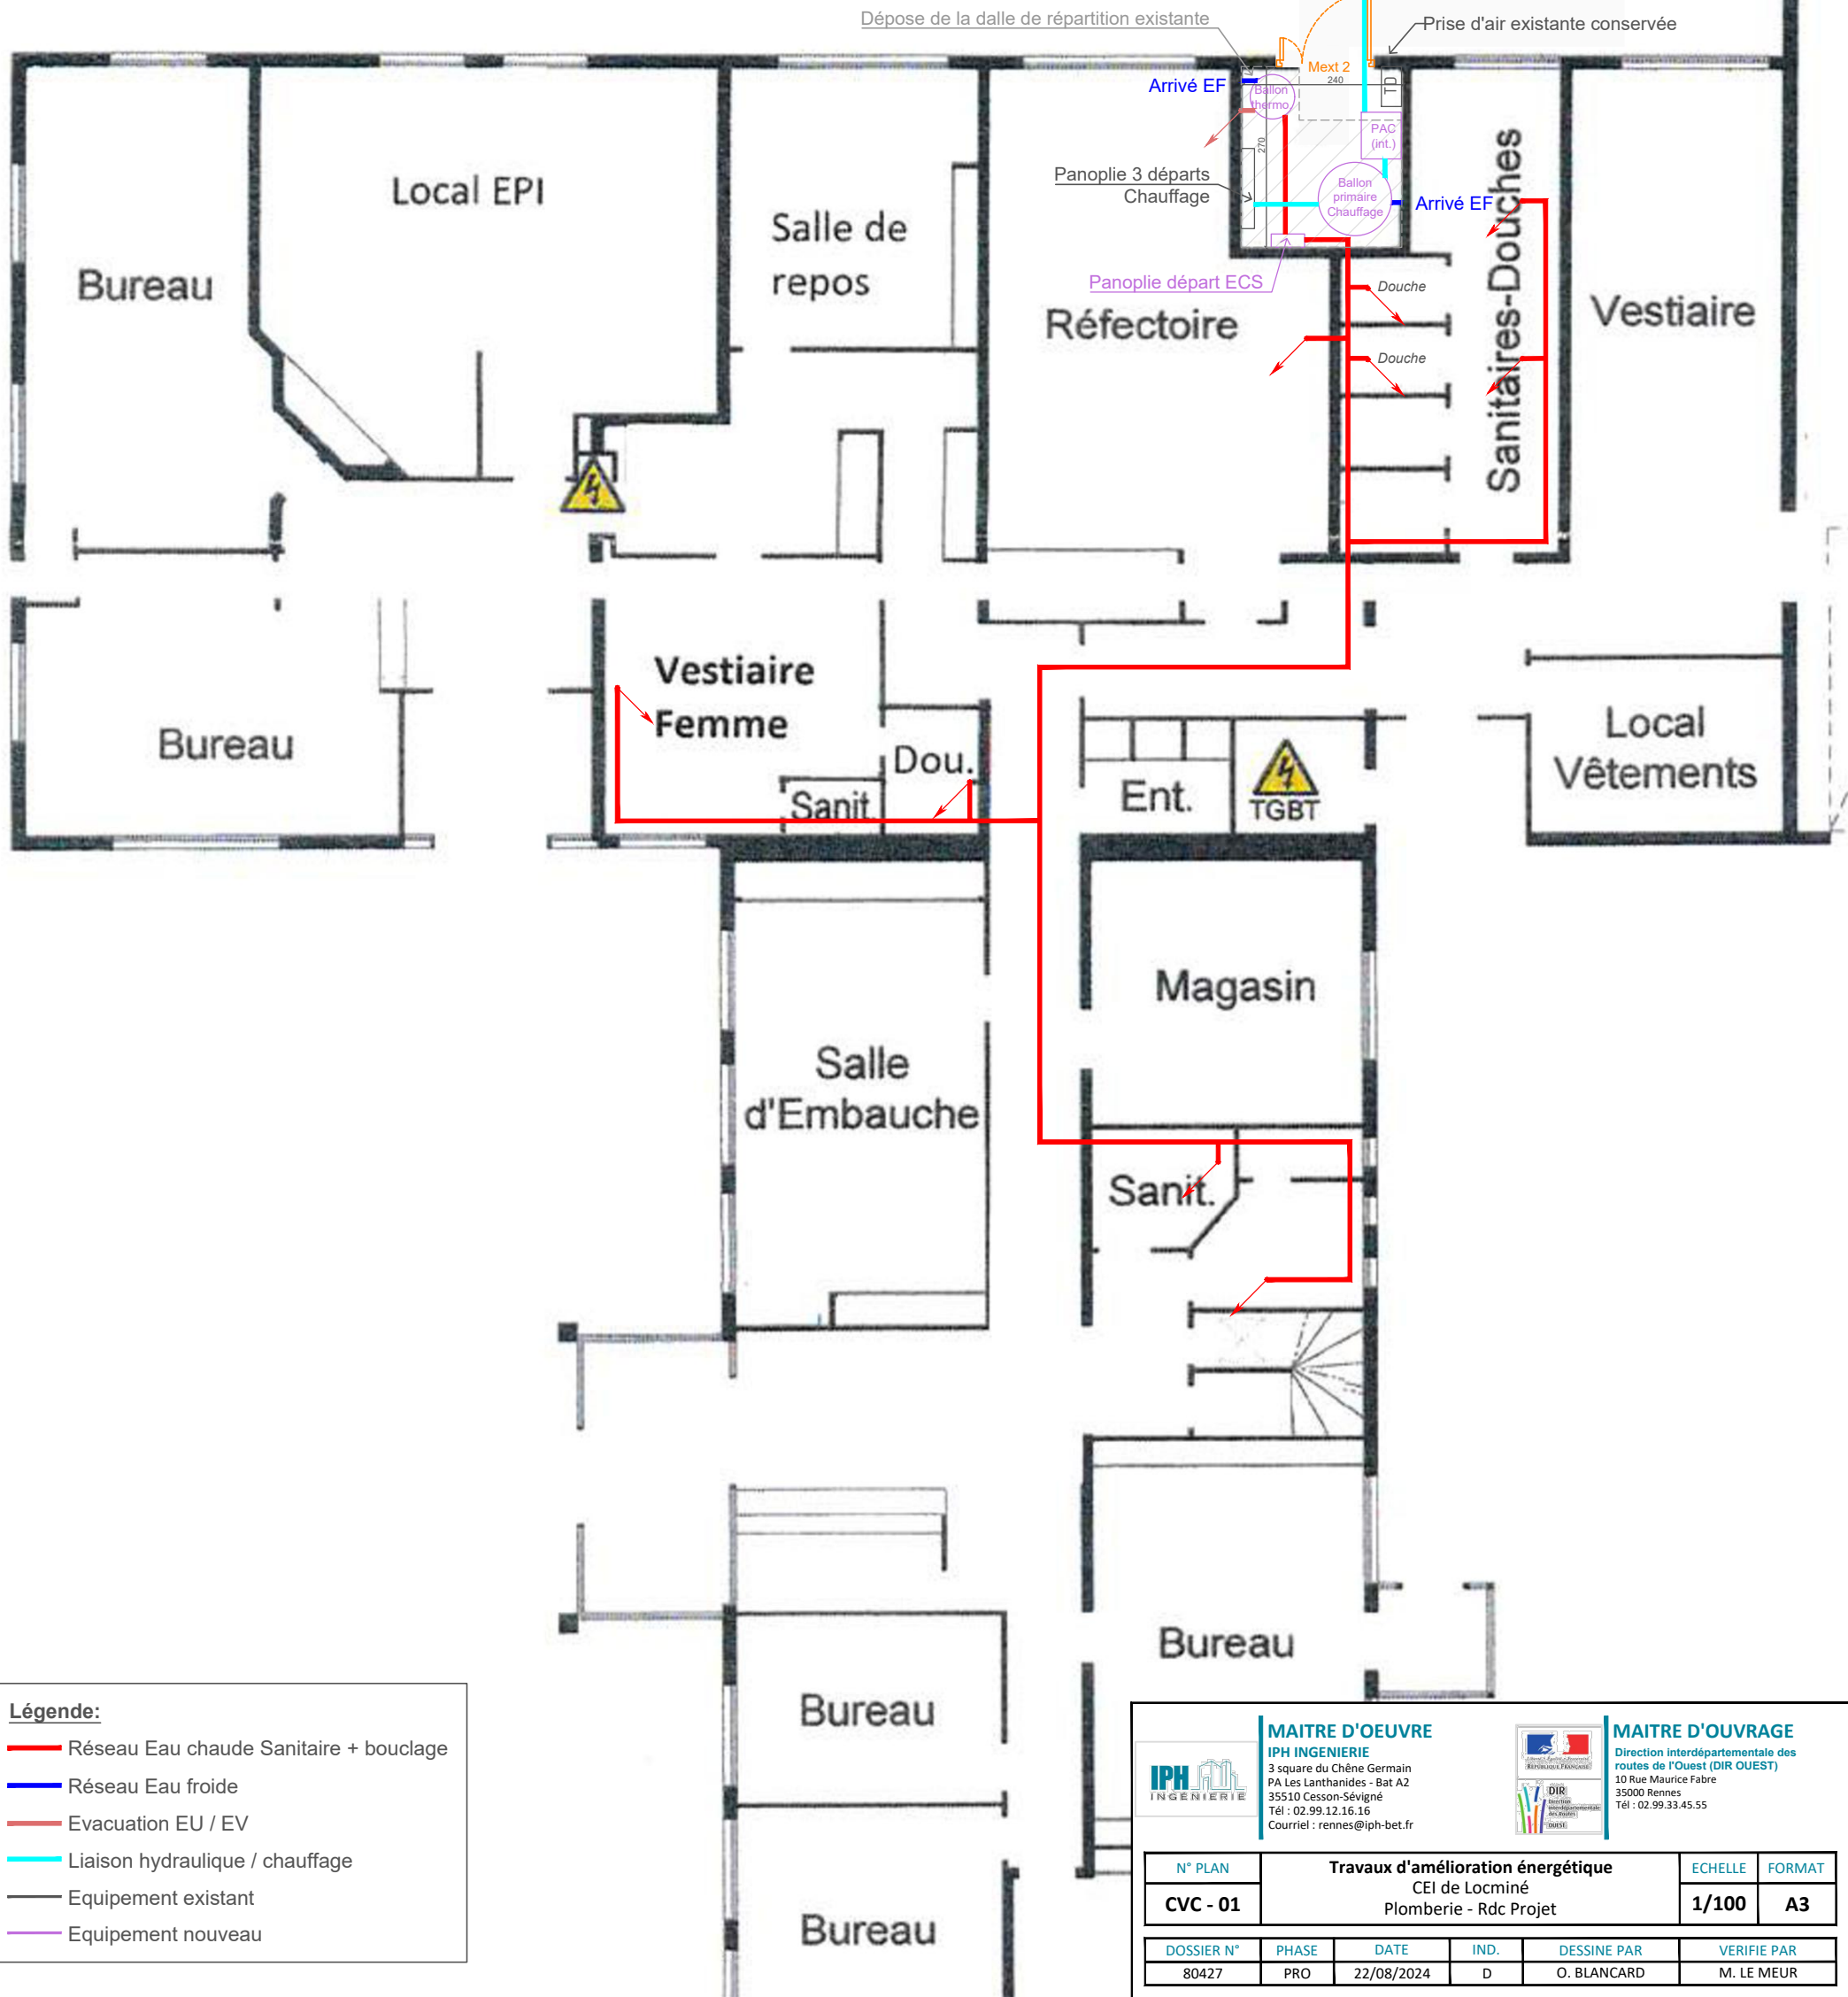 Dépose de la dalle de répartition existante
Prise d'air existante conservée
Mext 2
240
Arrivé EF
Ballon
thermo
TD
PAC
(int.)
270
Panoplie 3 départs
Chauffage
Ballon
primaire
Chauffage
Arrivé EF
Panoplie départ ECS
Douche
Douche
Bureau
Local EPI
Salle de
repos
Réfectoire
Sanitaires-Douches
Vestiaire
Bureau
Vestiaire
Femme
Dou.
Sanit.
Ent.
TGBT
Local
Vêtements
Salle
d'Embauche
Magasin
Sanit.
Bureau
Bureau
Bureau
Légende:
Réseau Eau chaude Sanitaire + bouclage
Réseau Eau froide
Evacuation EU / EV
Liaison hydraulique / chauffage
Equipement existant
Equipement nouveau
IPH
INGENIERIE
MAITRE D'OEUVRE
IPH INGENIERIE
3 square du Chêne Germain
PA Les Lanthanides - Bat A2
35510 Cesson-Sévigné
Tél : 02.99.12.16.16
Courriel : rennes@iph-bet.fr
RÉPUBLIQUE FRANÇAISE
DIR
Direction
interdépartementale
des Routes
OUEST
MAITRE D'OUVRAGE
Direction interdépartementale des
routes de l'Ouest (DIR OUEST)
10 Rue Maurice Fabre
35000 Rennes
Tél : 02.99.33.45.55
N° PLAN
CVC - 01
Travaux d'amélioration énergétique
CEI de Locminé
Plomberie - Rdc Projet
ECHELLE FORMAT
1/100 A3
DOSSIER N° PHASE DATE IND. DESSINE PAR VERIFIE PAR
80427 PRO 22/08/2024 D O. BLANCARD M. LE MEUR